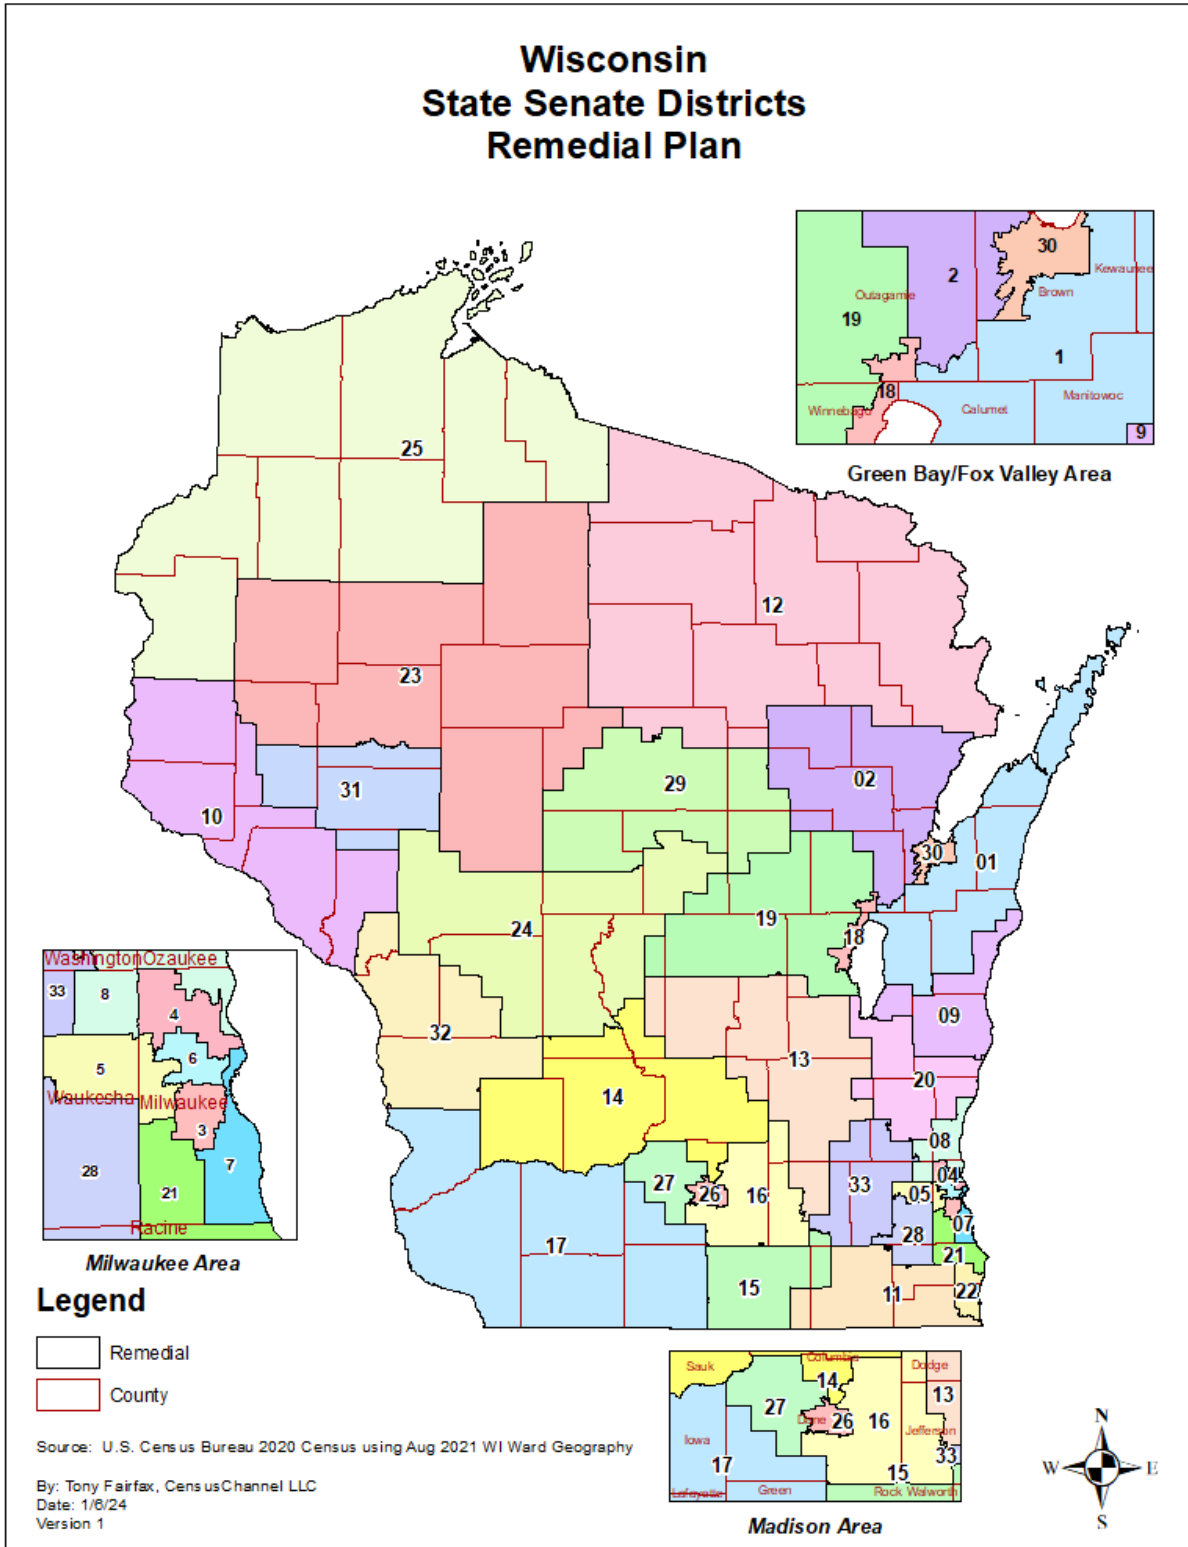 Wisconsin
State Senate Districts
Remedial Plan
30
2
Kewaunee
Outagamie
Brown
19
1
18
Winnebago
Calumet
Manitowoc
9
Green Bay/Fox Valley Area
25
12
23
29
02
31
10
30
01
19
24
18
09
32
13
20
14
08
04
27
26
16
33
05
07
28
17
21
15
11
22
Washington Ozaukee
33
8
4
6
5
Waukesha
Milwaukee
3
28
7
21
Racine
Milwaukee Area
Legend
Remedial
County
Source: U.S. Census Bureau 2020 Census using Aug 2021 WI Ward Geography
By: Tony Fairfax, CensusChannel LLC
Date: 1/6/24
Version 1
Sauk
Columbia
Dodge
14
13
27
Dane
26
16
Jefferson
Iowa
33
17
15
Lafayette
Green
Rock Walworth
Madison Area
N
W
E
S